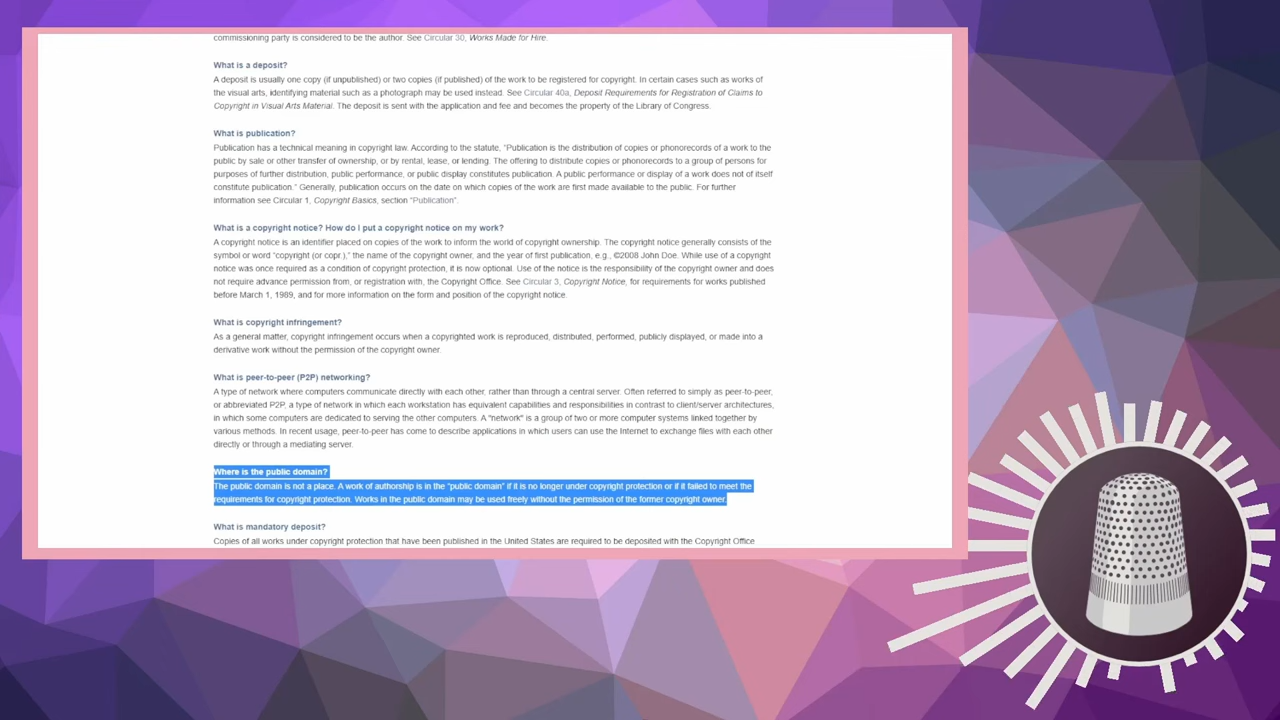 commissioning party is considered to be the author. See Circular 30, Works Made for Hire.
What is a deposit?
A deposit is usually one copy (if unpublished) or two copies (if published) of the work to be registered for copyright. In certain cases such as works of
the visual arts, identifying material such as a photograph may be used instead. See Circular 40a, Deposit Requirements for Registration of Claims to
Copyright in Visual Arts Material. The deposit is sent with the application and fee and becomes the property of the Library of Congress.
What is publication?
Publication has a technical meaning in copyright law. According to the statute, “Publication is the distribution of copies or phonorecords of a work to the
public by sale or other transfer of ownership, or by rental, lease, or lending. The offering to distribute copies or phonorecords to a group of persons for
purposes of further distribution, public performance, or public display constitutes publication. A public performance or display of a work does not of itself
constitute publication.” Generally, publication occurs on the date on which copies of the work are first made available to the public. For further
information see Circular 1, Copyright Basics, section “Publication”.
What is a copyright notice? How do I put a copyright notice on my work?
A copyright notice is an identifier placed on copies of the work to inform the world of copyright ownership. The copyright notice generally consists of the
symbol or word “copyright (or copr.),” the name of the copyright owner, and the year of first publication, e.g., ©2008 John Doe. While use of a copyright
notice was once required as a condition of copyright protection, it is now optional. Use of the notice is the responsibility of the copyright owner and does
not require advance permission from, or registration with, the Copyright Office. See Circular 3, Copyright Notice, for requirements for works published
before March 1, 1989, and for more information on the form and position of the copyright notice.
What is copyright infringement?
As a general matter, copyright infringement occurs when a copyrighted work is reproduced, distributed, performed, publicly displayed, or made into a
derivative work without the permission of the copyright owner.
What is peer-to-peer (P2P) networking?
A type of network where computers communicate directly with each other, rather than through a central server. Often referred to simply as peer-to-peer,
or abbreviated P2P, a type of network in which each workstation has equivalent capabilities and responsibilities in contrast to client/server architectures,
in which some computers are dedicated to serving the other computers. A "network" is a group of two or more computer systems linked together by
various methods. In recent usage, peer-to-peer has come to describe applications in which users can use the Internet to exchange files with each other
directly or through a mediating server.
Where is the public domain?
The public domain is not a place. A work of authorship is in the “public domain” if it is no longer under copyright protection or if it failed to meet the
requirements for copyright protection. Works in the public domain may be used freely without the permission of the former copyright owner.
What is mandatory deposit?
Copies of all works under copyright protection that have been published in the United States are required to be deposited with the Copyright Office